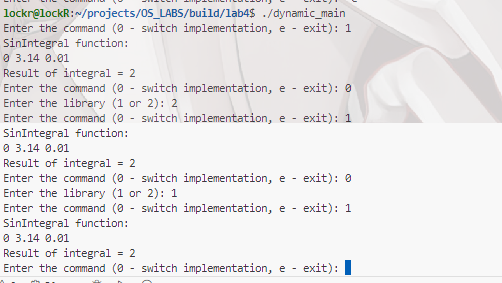 lockr@lockR:~/projects/OS_LABS/build/lab4$ ./dynamic_main
Enter the command (0 - switch implementation, e - exit): 1
SinIntegral function:
0 3.14 0.01
Result of integral = 2
Enter the command (0 - switch implementation, e - exit): 0
Enter the library (1 or 2): 2
Enter the command (0 - switch implementation, e - exit): 1
SinIntegral function:
0 3.14 0.01
Result of integral = 2
Enter the command (0 - switch implementation, e - exit): 0
Enter the library (1 or 2): 1
Enter the command (0 - switch implementation, e - exit): 1
SinIntegral function:
0 3.14 0.01
Result of integral = 2
Enter the command (0 - switch implementation, e - exit):